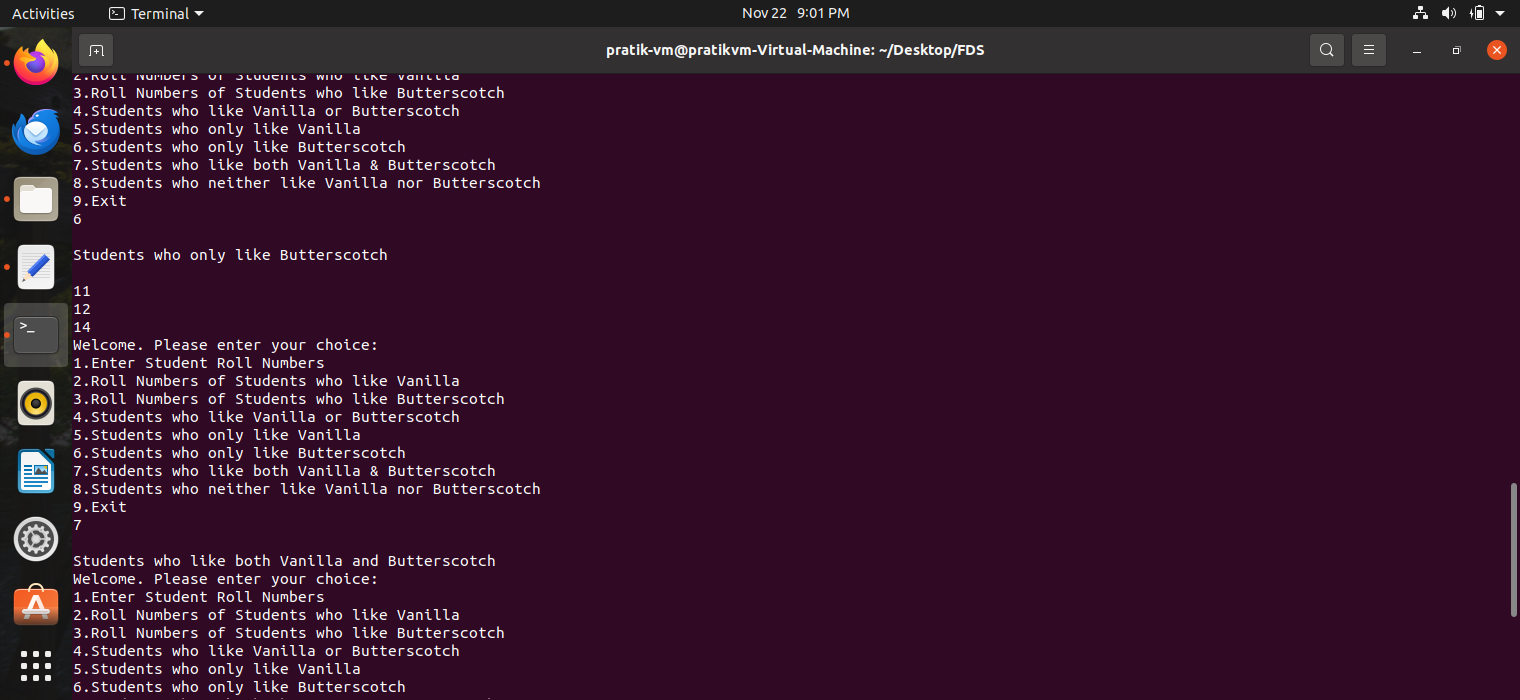 Activities
Terminal
Nov 22 9:01 PM
pratik-vm@pratikvm-Virtual-Machine: ~/Desktop/FDS
2.Roll Numbers of Students who like Vanilla
3.Roll Numbers of Students who like Butterscotch
4.Students who like Vanilla or Butterscotch
5.Students who only like Vanilla
6.Students who only like Butterscotch
7.Students who like both Vanilla & Butterscotch
8.Students who neither like Vanilla nor Butterscotch
9.Exit
6
Students who only like Butterscotch
11
12
14
Welcome. Please enter your choice:
1.Enter Student Roll Numbers
2.Roll Numbers of Students who like Vanilla
3.Roll Numbers of Students who like Butterscotch
4.Students who like Vanilla or Butterscotch
5.Students who only like Vanilla
6.Students who only like Butterscotch
7.Students who like both Vanilla & Butterscotch
8.Students who neither like Vanilla nor Butterscotch
9.Exit
7
Students who like both Vanilla and Butterscotch
Welcome. Please enter your choice:
1.Enter Student Roll Numbers
2.Roll Numbers of Students who like Vanilla
3.Roll Numbers of Students who like Butterscotch
4.Students who like Vanilla or Butterscotch
5.Students who only like Vanilla
6.Students who only like Butterscotch